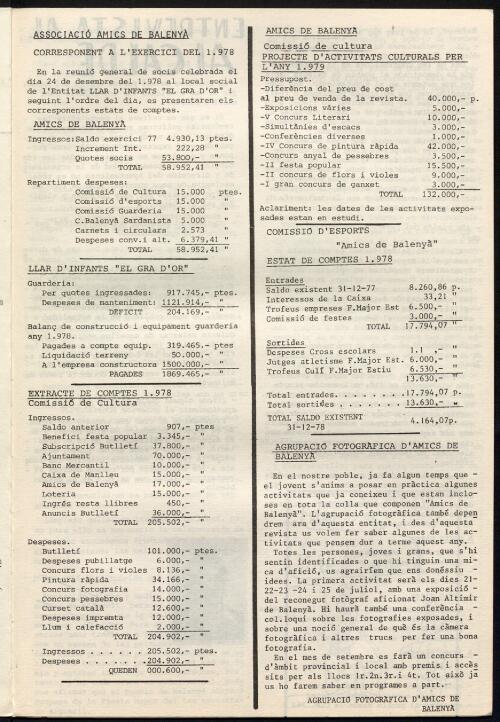 ASSOCIACIÓ AMICS DE BALENYÀ
CORRESPONENT A L'EXERCICI DEL 1.978
En la reunió general de socis celebrada el
dia 24 de desembre del 1.978 al local social
de l'Entitat LLAR D'INFANTS "EL GRA D'OR" i
seguint l'ordre del dia, es presentaren els
corresponents estats de comptes.
AMICS DE BALENYÀ
Ingressos:Saldo exercici 77 4.930,13 ptes.
Increment Int. 222,28 "
Quotes socis 53.800,- "
TOTAL 58.952,41 "
Repartiment despeses:
Comissió de Cultura 15.000 ptes.
Comissió d'esports 15.000 "
Comissió Guarderia 15.000 "
C.Balenyà Sardanista 5.000 "
Carnets i circulars 2.573 "
Despeses conv.i alt. 6.379,41 "
TOTAL 58.952,41 "
LLAR D'INFANTS "EL GRA D'OR"
Guarderia:
Per quotes ingressades: 917.745,- ptes.
Despeses de manteniment: 1121.914,- "
DEFICIT 204.169,- "
Balanç de construcció i equipament guarderia
any 1.978.
Pagades a compte equip. 319.465.- ptes
Liquidació terreny 50.000,- "
A l'empresa constructora 1500.000,- "
PAGADES 1869.465,- "
EXTRACTE DE COMPTES 1.978
Comissió de Cultura
Ingressos.
Saldo anterior 907,- ptes
Benefici festa popular 3.345,- "
Subscripció Butlletí 37.800,- "
Ajuntament 70.000,- "
Banc Mercantil 10.000,- "
Caixa de Manlleu 15.000,- "
Amics de Balenyà 17.000,- "
Loteria 15.000,- "
Ingrés resta llibres 450,- "
Anuncis Butlletí 36.000,- "
TOTAL 205.502,- "
Despeses.
Butlletí 101.000,- ptes.
Despeses pubillatge 6.000,- "
Concurs flors i violes 8.136,- "
Pintura ràpida 34.166,- "
Concurs fotografia 14.000,- "
Concurs pessebres 15.000,- "
Curset català 12.600,- "
Despeses impremta 12.000,- "
Llum i calefacció 2.000,- "
TOTAL 204.902,- "
Ingressos . . . . . . 205.502,- ptes.
Despeses . . . . . . .204.902,- "
QUEDEN 000.600,- "
AMICS DE BALENYÀ
Comissió de cultura
PROJECTE D'ACTIVITATS CULTURALS PER
L'ANY 1.979
Pressupost.
-Diferència del preu de cost
al preu de venda de la revista. 40.000,- p.
-Exposicions vàries 5.000,-
-V Concurs Literari 10.000,-
-Simultànies d'escacs 3.000,-
-Conferències diverses 1.000,-
-IV Concurs de pintura ràpida 42.000,-
-Concurs anyal de pessebres 3.500,-
-II festa popular 15.500,-
-II concurs de flors i violes 9.000,-
-I gran concurs de ganxet 3.000,-
TOTAL 132.000,-
Aclariment: les dates de les activitats expo-
sades estan en estudi.
COMISSIÓ D'ESPORTS
"Amics de Balenyà"
ESTAT DE COMPTES 1.978
Entrades
Saldo existent 31-12-77 8.260,86 p.
Interessos de la Caixa 33,21 "
Trofeus empreses F.Major Est 6.500,- "
Comissió de festes 3.000,- "
TOTAL 17.794,07 "
Sortides
Despeses Cross escolars 1.1 ,- "
Jutges atletisme F.Major Est. 6.000,- "
Trofeus Gulf F.Major Estiu 6.530,- "
13.630,- "
Total entrades. . . . . . . .17.794,07 p.
Total sortides . . . . . . . 13.630,- "
TOTAL SALDO EXISTENT
31-12-78 4.164,07p.
AGRUPACIÓ FOTOGRÀFICA D'AMICS DE
BALENYÀ
En el nostre poble, ja fa algun temps que -
el jovent s'anima a posar en pràctica algunes
activitats que ja coneixeu i que estan inclo-
ses en tota la colla que componen "Amics de
Balenyà". L'agrupació fotogràfica també depen
drem ara d'aquesta entitat, i des d'aquesta
revista us volem fer saber algunes de les ac-
tivitats que pensem dur a terme aquest any.
Totes les persones, joves i grans, que s'hi
sentin identificades o que hi tinguin una mi-
ca d'afició, us agrairíem que ens donéssiu -
idees. La primera activitat serà els dies 21-
22-23 -24 i 25 de juliol, amb una exposició -
del reconegut fotògraf aficionat Joan Altimir
de Balenyà. Hi haurà també una conferència -
col.loqui sobre les fotografies exposades, i
sobre una noció general de què és la càmera
fotogràfica i altres trucs per fer una bona
fotografia.
En el mes de setembre es farà un concurs -
d'àmbit provincial i local amb premis i accès
sits per als llocs 1r.2n.3r.i 4t. Tot això ja
us ho farem saber en programes a part.
AGRUPACIÓ FOTOGRÀFICA D'AMICS DE
BALENYÀ